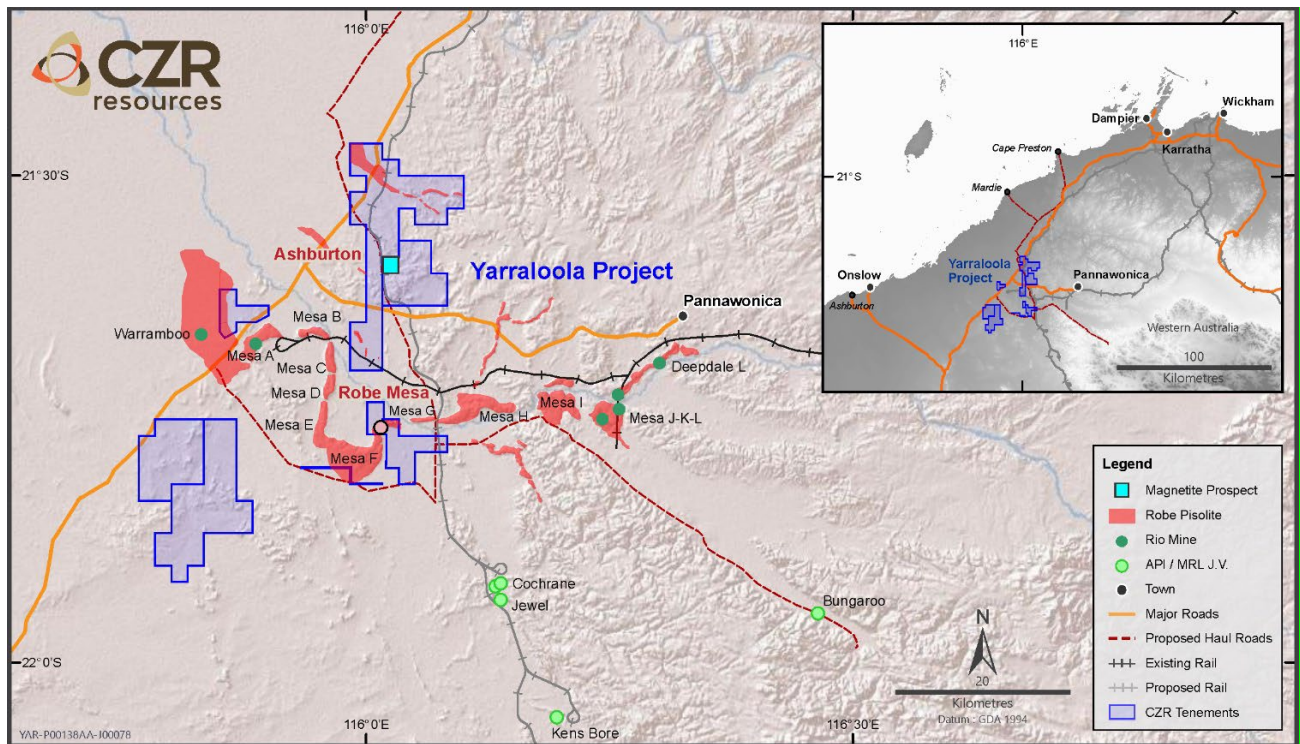 CZR
resources
116°0'E
21°30'S
Ashburton
Yarraloola Project
Pannawonica
Warramboo
Mesa B
Mesa A
Mesa C
Deepdale L
Mesa D
Robe Mesa
Mesa G
Mesa H
Mesa I
Mesa J-K-L
Mesa E
Mesa F
Cochrane
Jewel
Bungaroo
22°0'S
Kens Bore
116°0'E
116°30'E
N
20
Kilometres
Datum : GDA 1994
YAR-P00138AA-J00078
116°E
Wickham
Dampier
Karratha
Cape Preston
21°S
Mardie
Yarraloola
Project
Onslow
Pannawonica
Ashburton
Western Australia
100
Kilometres
Legend
Magnetite Prospect
Robe Pisolite
Rio Mine
API / MRL J.V.
Town
Major Roads
Proposed Haul Roads
Existing Rail
Proposed Rail
CZR Tenements